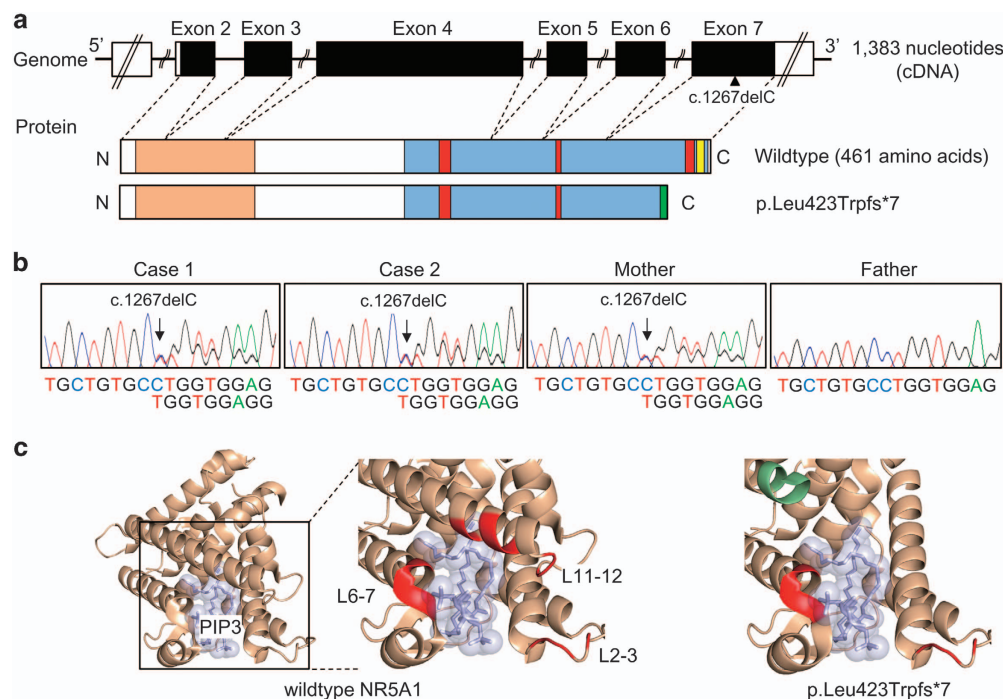 a
Exon 2 Exon 3 Exon 4 Exon 5 Exon 6 Exon 7
5’ 3’
Genome
1,383 nucleotides
(cDNA)
c.1267delC
Protein
N C Wildtype (461 amino acids)
N C p.Leu423Trpfs*7
b
Case 1 Case 2 Mother Father
c.1267delC c.1267delC c.1267delC
TGCTGTGCCTGGTGGAG TGCTGTGCCTGGTGGAG TGCTGTGCCTGGTGGAG TGCTGTGCCTGGTGGAG
TGGTGGAGG TGGTGGAGG TGGTGGAGG
c
L11-12
L6-7
PIP3
L2-3
wildtype NR5A1 p.Leu423Trpfs*7